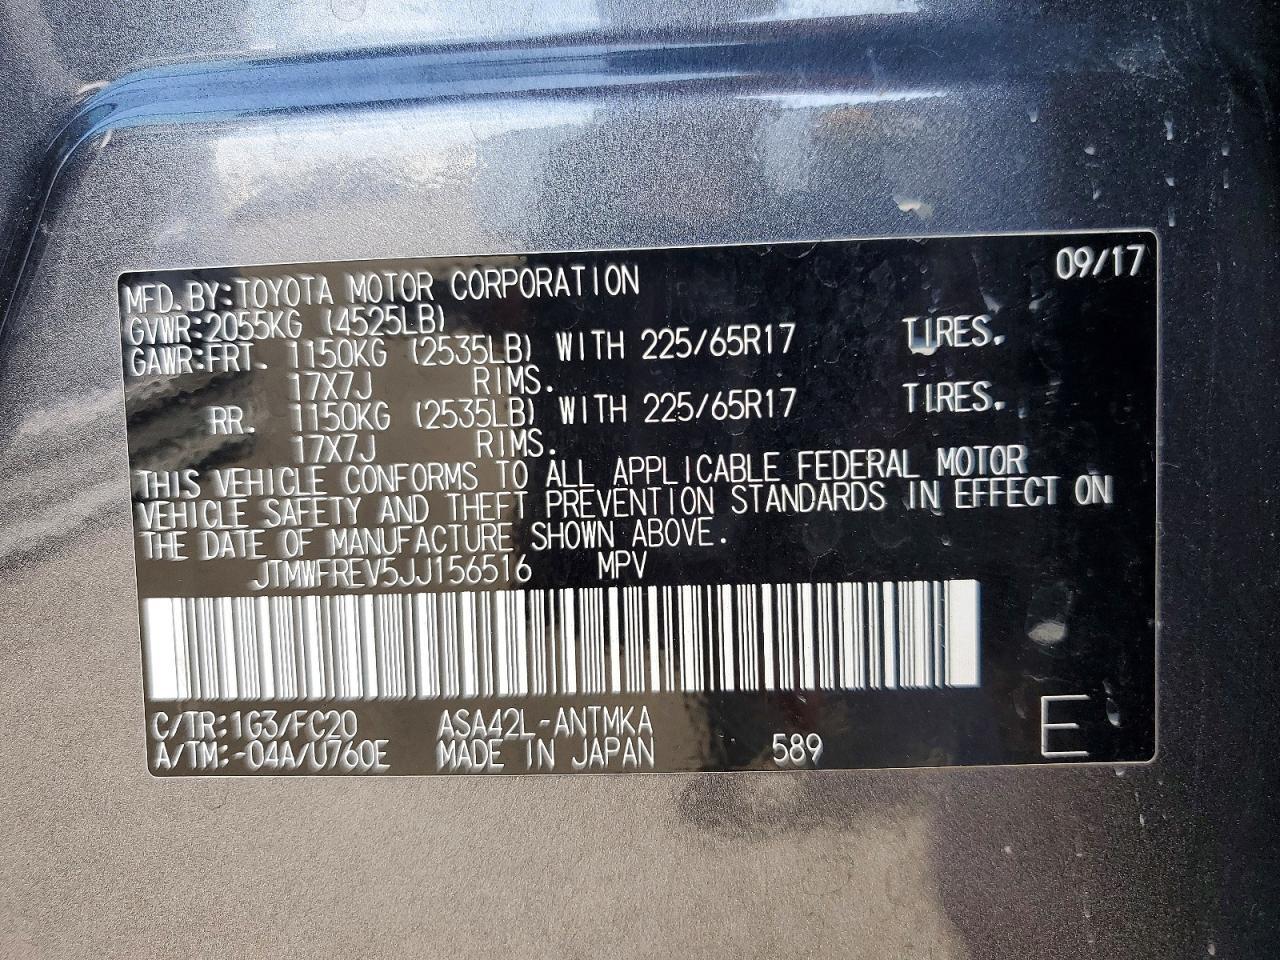 09/17
MFD.BY:TOYOTA MOTOR CORPORATION
GVWR:2055KG (4525LB)
GAWR:FRT. 1150KG (2535LB) WITH 225/65R17 TIRES.
17X7J RIMS.
RR. 1150KG (2535LB) WITH 225/65R17 TIRES.
17X7J RIMS.
THIS VEHICLE CONFORMS TO ALL APPLICABLE FEDERAL MOTOR
VEHICLE SAFETY AND THEFT PREVENTION STANDARDS IN EFFECT ON
THE DATE OF MANUFACTURE SHOWN ABOVE.
JTMWFREV5JJ156516 MPV
C/TR:1G3/FC20 ASA42L-ANTMKA
A/TM:-04A/U760E MADE IN JAPAN 589 E